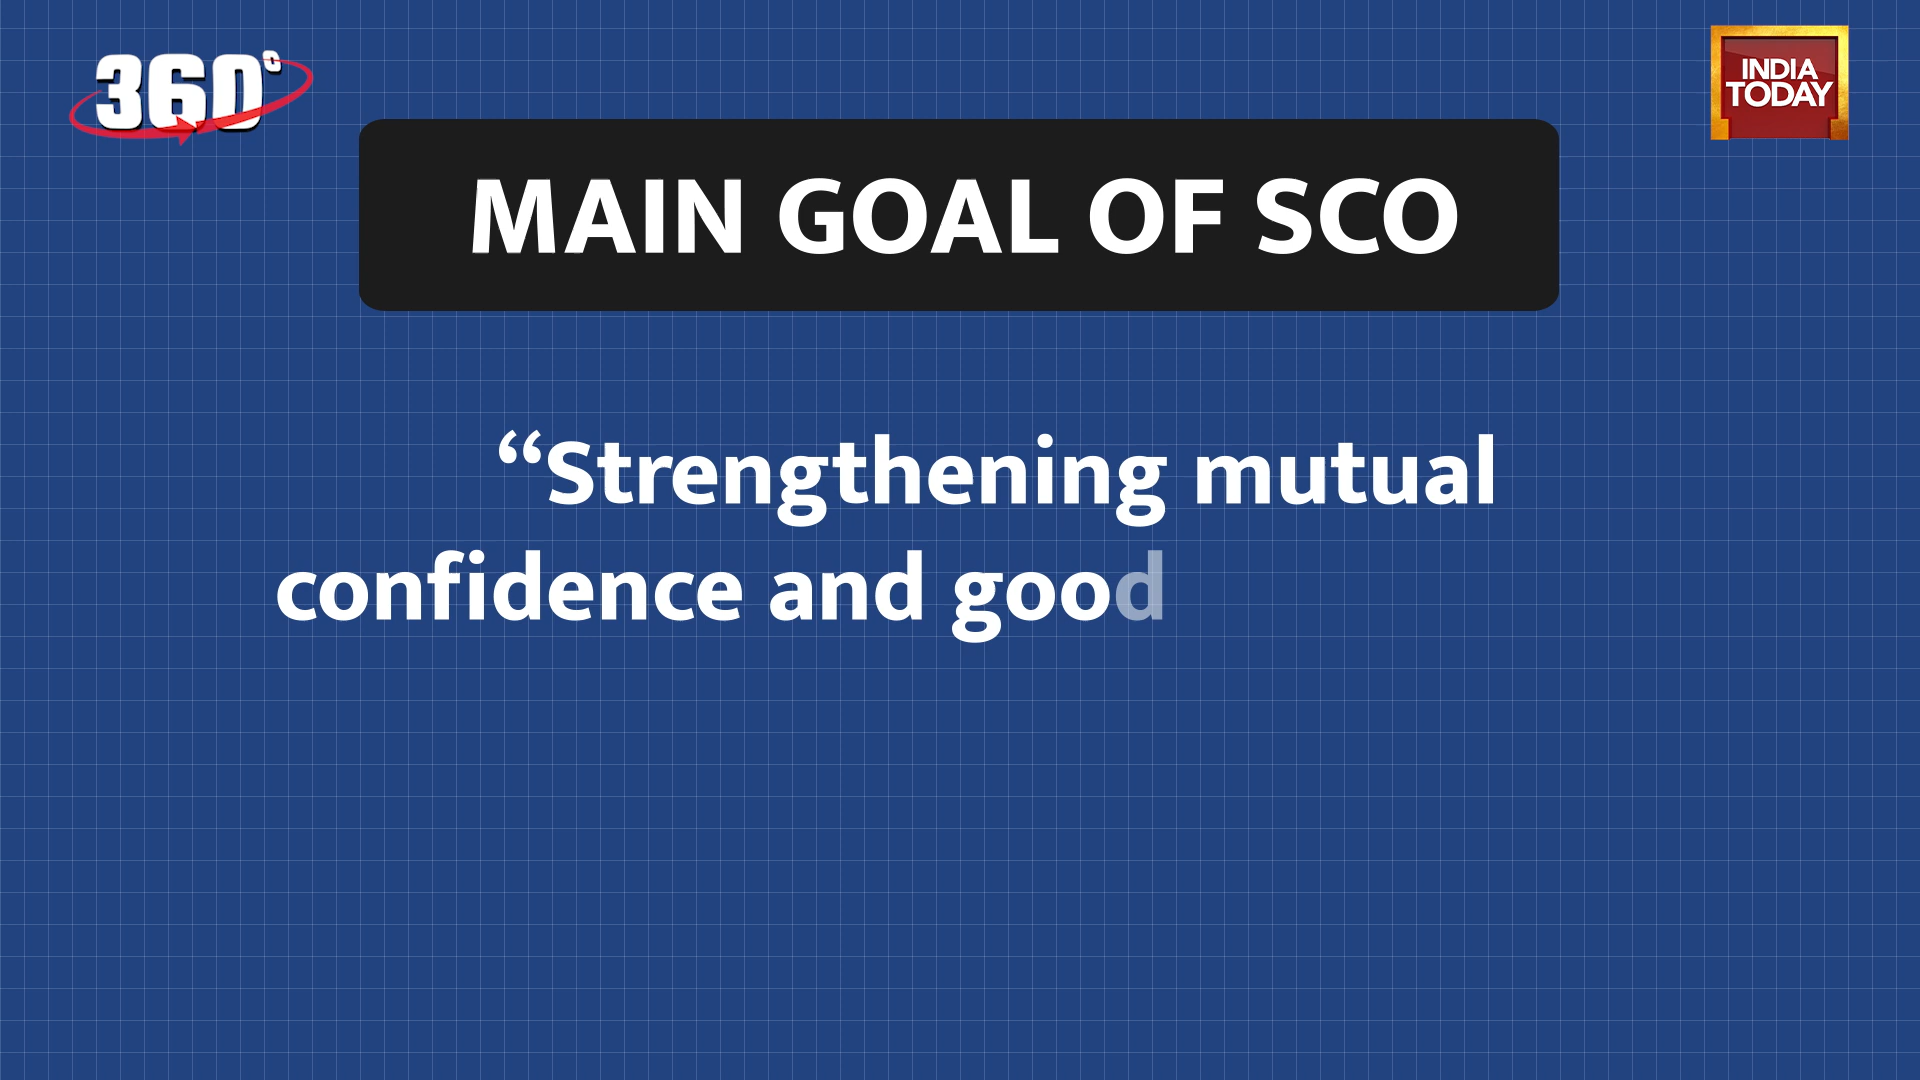 360°
INDIA
TODAY
MAIN GOAL OF SCO
“Strengthening mutual
confidence and good